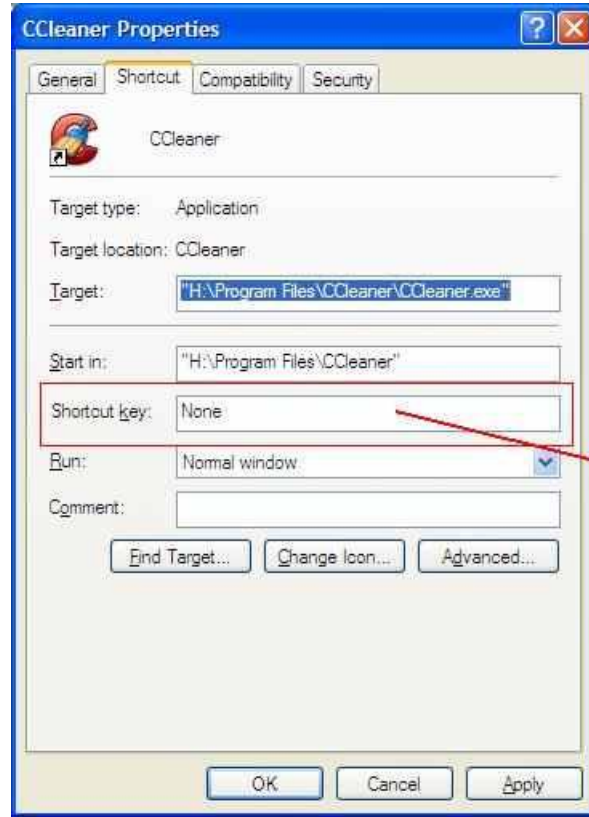 CCleaner Properties
General Shortcut Compatibility Security
CCleaner
Target type: Application
Target location: CCleaner
Target: "H:\Program Files\CCleaner\CCleaner.exe"
Start in: "H:\Program Files\CCleaner"
Shortcut key: None
Run: Normal window
Comment:
Find Target... Change Icon... Advanced...
OK Cancel Apply